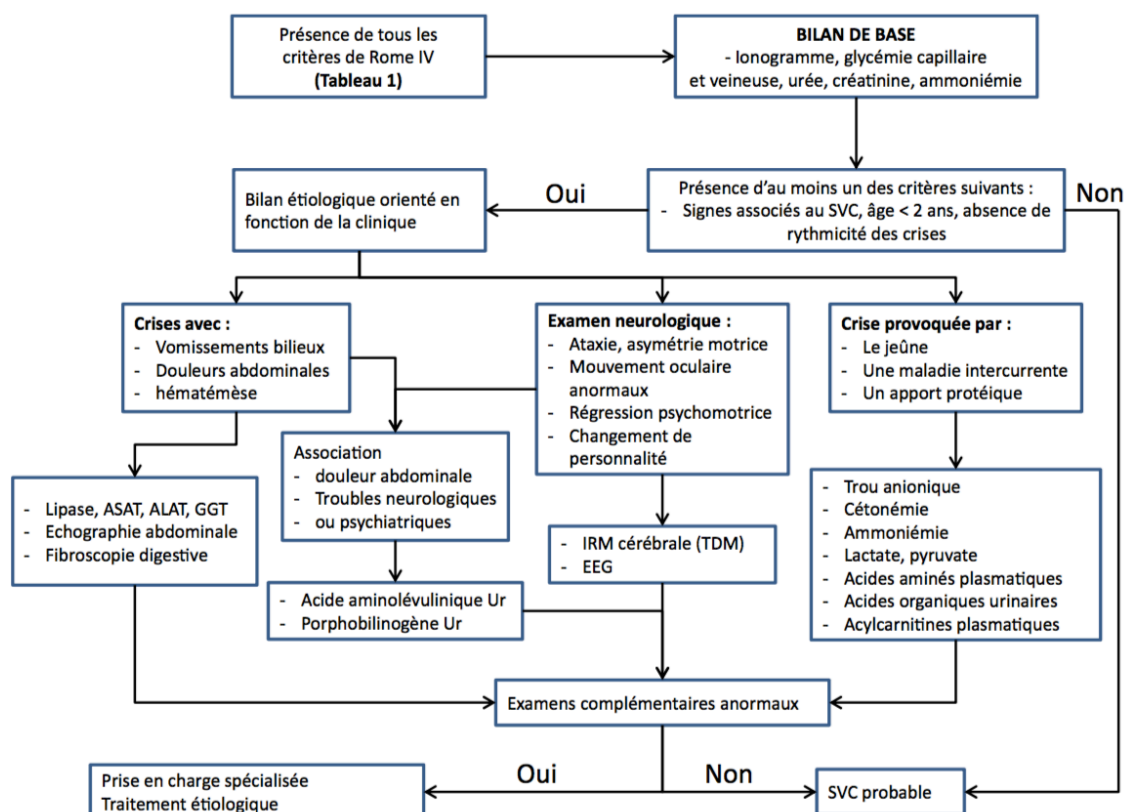 Présence de tous les
critères de Rome IV
(Tableau 1)
BILAN DE BASE
- Ionogramme, glycémie capillaire
et veineuse, urée, créatinine, ammoniémie
Présence d'au moins un des critères suivants :
- Signes associés au SVC, âge < 2 ans, absence de
rythmicité des crises
Oui
Non
Bilan étiologique orienté en
fonction de la clinique
Crises avec :
- Vomissements bilieux
- Douleurs abdominales
- hématémèse
Examen neurologique :
- Ataxie, asymétrie motrice
- Mouvement oculaire
anormaux
- Régression psychomotrice
- Changement de
personnalité
Crise provoquée par :
- Le jeûne
- Une maladie intercurrente
- Un apport protéique
Association
- douleur abdominale
- Troubles neurologiques
- ou psychiatriques
- Lipase, ASAT, ALAT, GGT
- Echographie abdominale
- Fibroscopie digestive
- IRM cérébrale (TDM)
- EEG
- Trou anionique
- Cétonémie
- Ammoniémie
- Lactate, pyruvate
- Acides aminés plasmatiques
- Acides organiques urinaires
- Acylcarnitines plasmatiques
- Acide aminolévulinique Ur
- Porphobilinogène Ur
Examens complémentaires anormaux
Oui
Non
Prise en charge spécialisée
Traitement étiologique
SVC probable